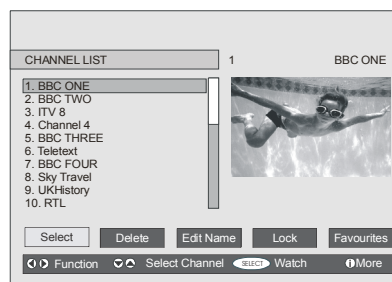 CHANNEL LIST 1 BBC ONE
1. BBC ONE
2. BBC TWO
3. ITV 8
4. Channel 4
5. BBC THREE
6. Teletext
7. BBC FOUR
8. Sky Travel
9. UKHistory
10. RTL
Select Delete Edit Name Lock Favourites
Function Select Channel SELECT Watch i More